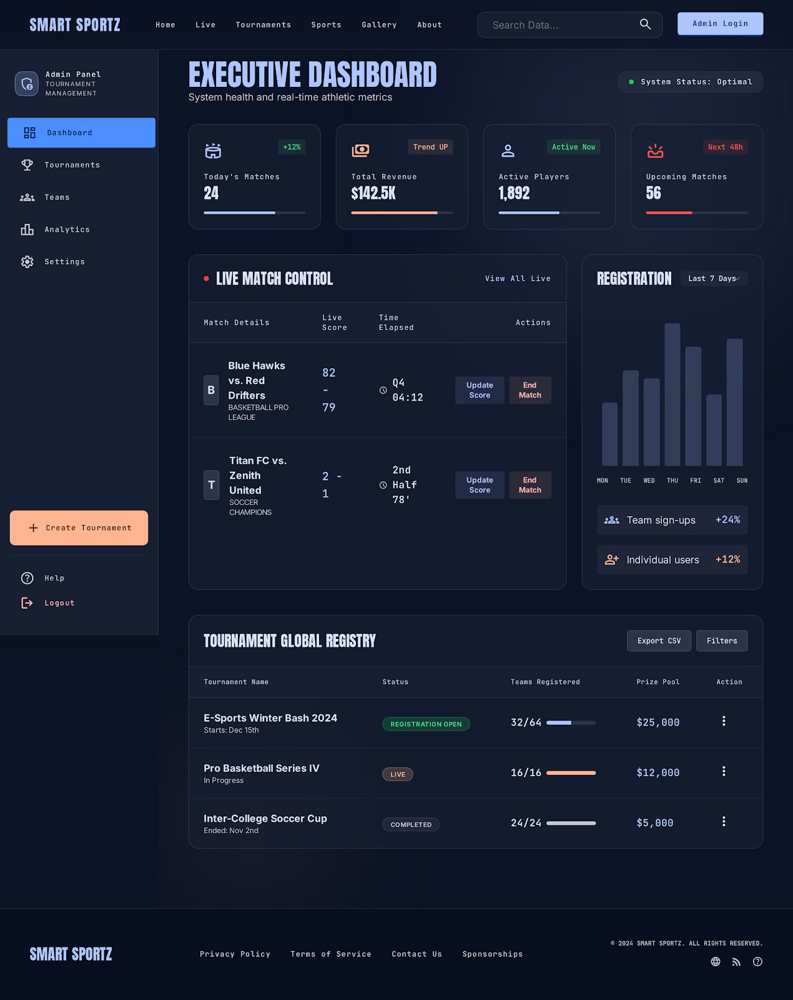 SMART SPORTZ
Home
Live
Tournaments
Sports
Gallery
About
Search Data...
Admin Login
Admin Panel
TOURNAMENT
MANAGEMENT
Dashboard
Tournaments
Teams
Analytics
Settings
Create Tournament
Help
Logout
EXECUTIVE DASHBOARD
System health and real-time athletic metrics
System Status: Optimal
+12%
Today's Matches
24
Trend UP
Total Revenue
$142.5K
Active Now
Active Players
1,892
Next 48h
Upcoming Matches
56
LIVE MATCH CONTROL
View All Live
Match Details
Live
Score
Time
Elapsed
Actions
B
Blue Hawks
vs. Red
Drifters
BASKETBALL PRO
LEAGUE
82
-
79
Q4
04:12
Update
Score
End
Match
T
Titan FC vs.
Zenith
United
SOCCER
CHAMPIONS
2 -
1
2nd
Half
78'
Update
Score
End
Match
REGISTRATION
Last 7 Days
MON TUE WED THU FRI SAT SUN
Team sign-ups
+24%
Individual users
+12%
TOURNAMENT GLOBAL REGISTRY
Export CSV
Filters
Tournament Name
Status
Teams Registered
Prize Pool
Action
E-Sports Winter Bash 2024
Starts: Dec 15th
REGISTRATION OPEN
32/64
$25,000
Pro Basketball Series IV
In Progress
LIVE
16/16
$12,000
Inter-College Soccer Cup
Ended: Nov 2nd
COMPLETED
24/24
$5,000
SMART SPORTZ
Privacy Policy
Terms of Service
Contact Us
Sponsorships
© 2024 SMART SPORTZ. ALL RIGHTS RESERVED.